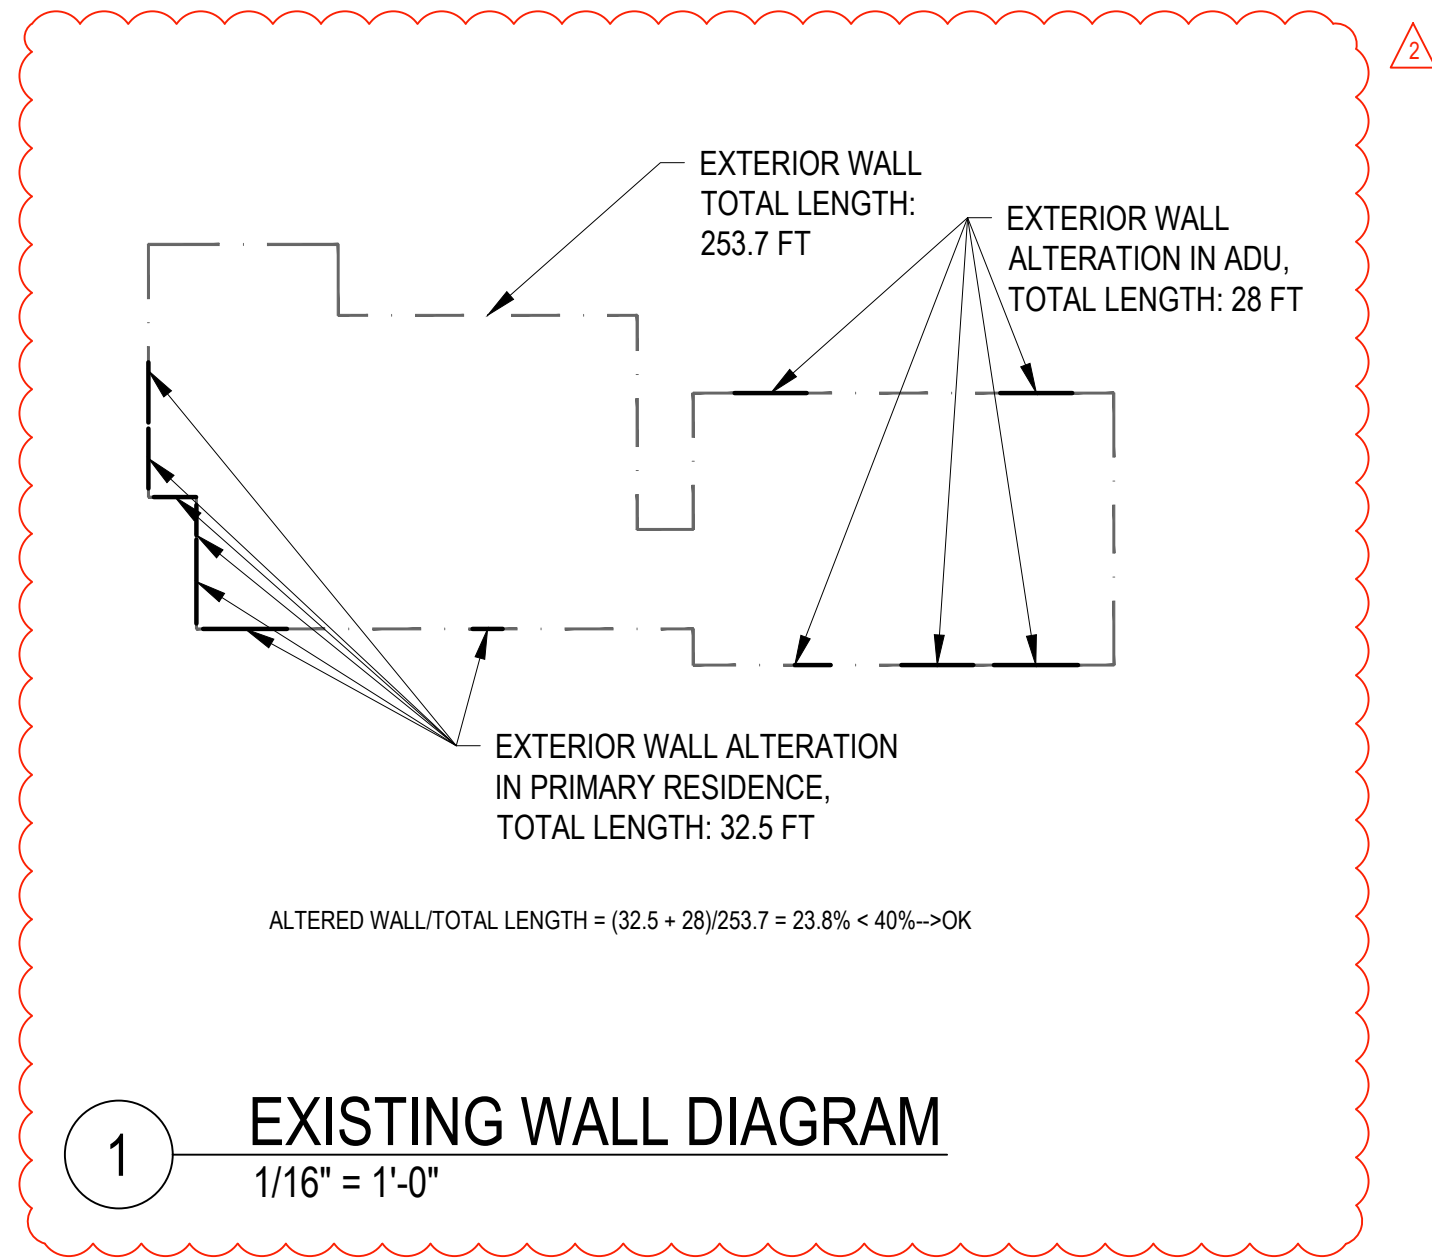 2
EXTERIOR WALL
TOTAL LENGTH:
253.7 FT
EXTERIOR WALL
ALTERATION IN ADU,
TOTAL LENGTH: 28 FT
EXTERIOR WALL ALTERATION
IN PRIMARY RESIDENCE,
TOTAL LENGTH: 32.5 FT
ALTERED WALL/TOTAL LENGTH = (32.5 + 28)/253.7 = 23.8% < 40%-->OK
1
EXISTING WALL DIAGRAM
1/16" = 1'-0"